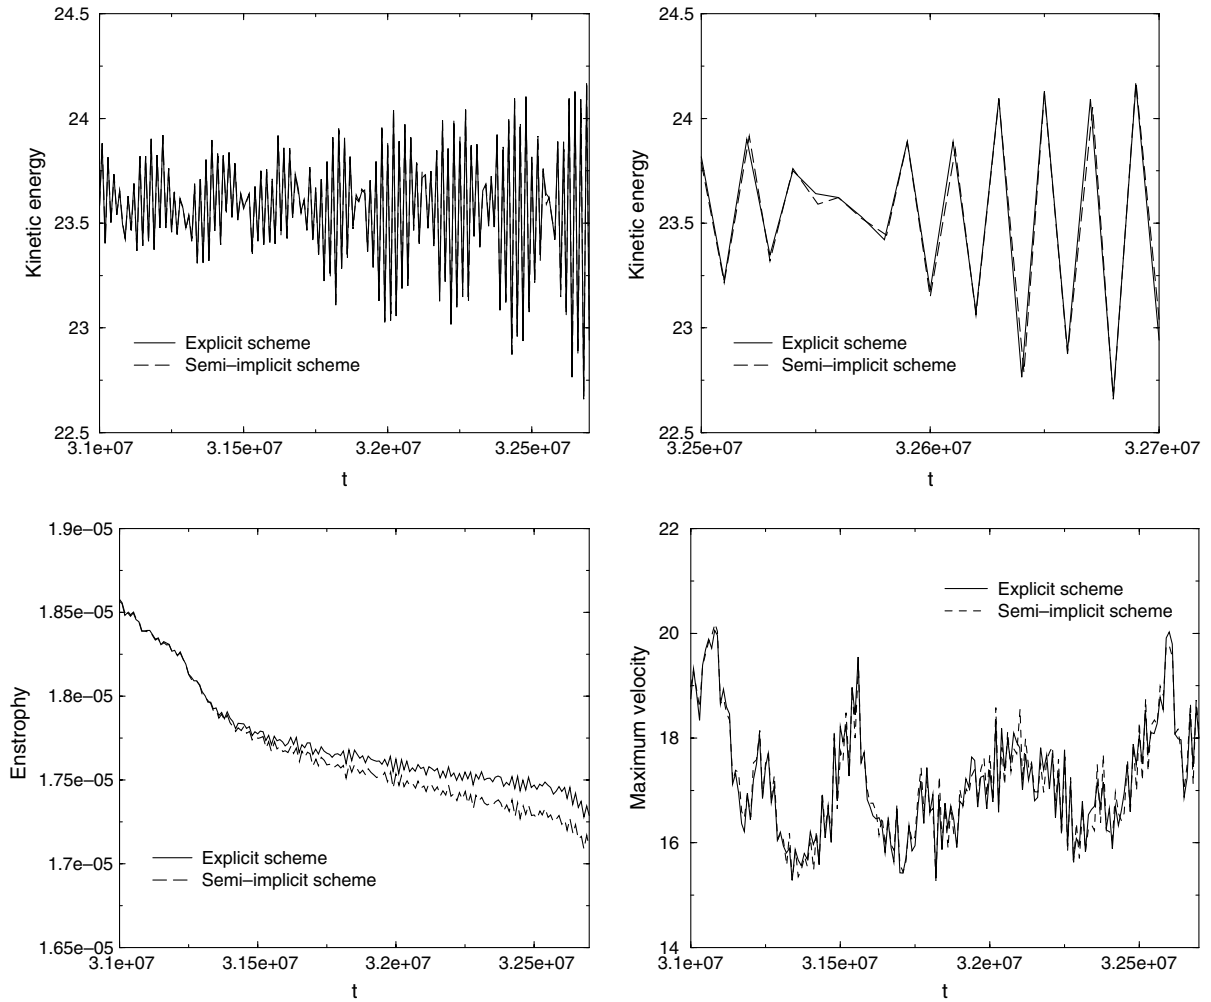 24.5
24
23.5
23
22.5
Kinetic energy
Explicit scheme
Semi–implicit scheme
3.1e+07
3.15e+07
3.2e+07
3.25e+07
t
24.5
24
23.5
23
22.5
Kinetic energy
Explicit scheme
Semi–implicit scheme
3.25e+07
3.26e+07
3.27e+07
t
1.9e–05
1.85e–05
1.8e–05
1.75e–05
1.7e–05
1.65e–05
Enstrophy
Explicit scheme
Semi–implicit scheme
3.1e+07
3.15e+07
3.2e+07
3.25e+07
t
22
20
18
16
14
Maximum velocity
Explicit scheme
Semi–implicit scheme
3.1e+07
3.15e+07
3.2e+07
3.25e+07
t